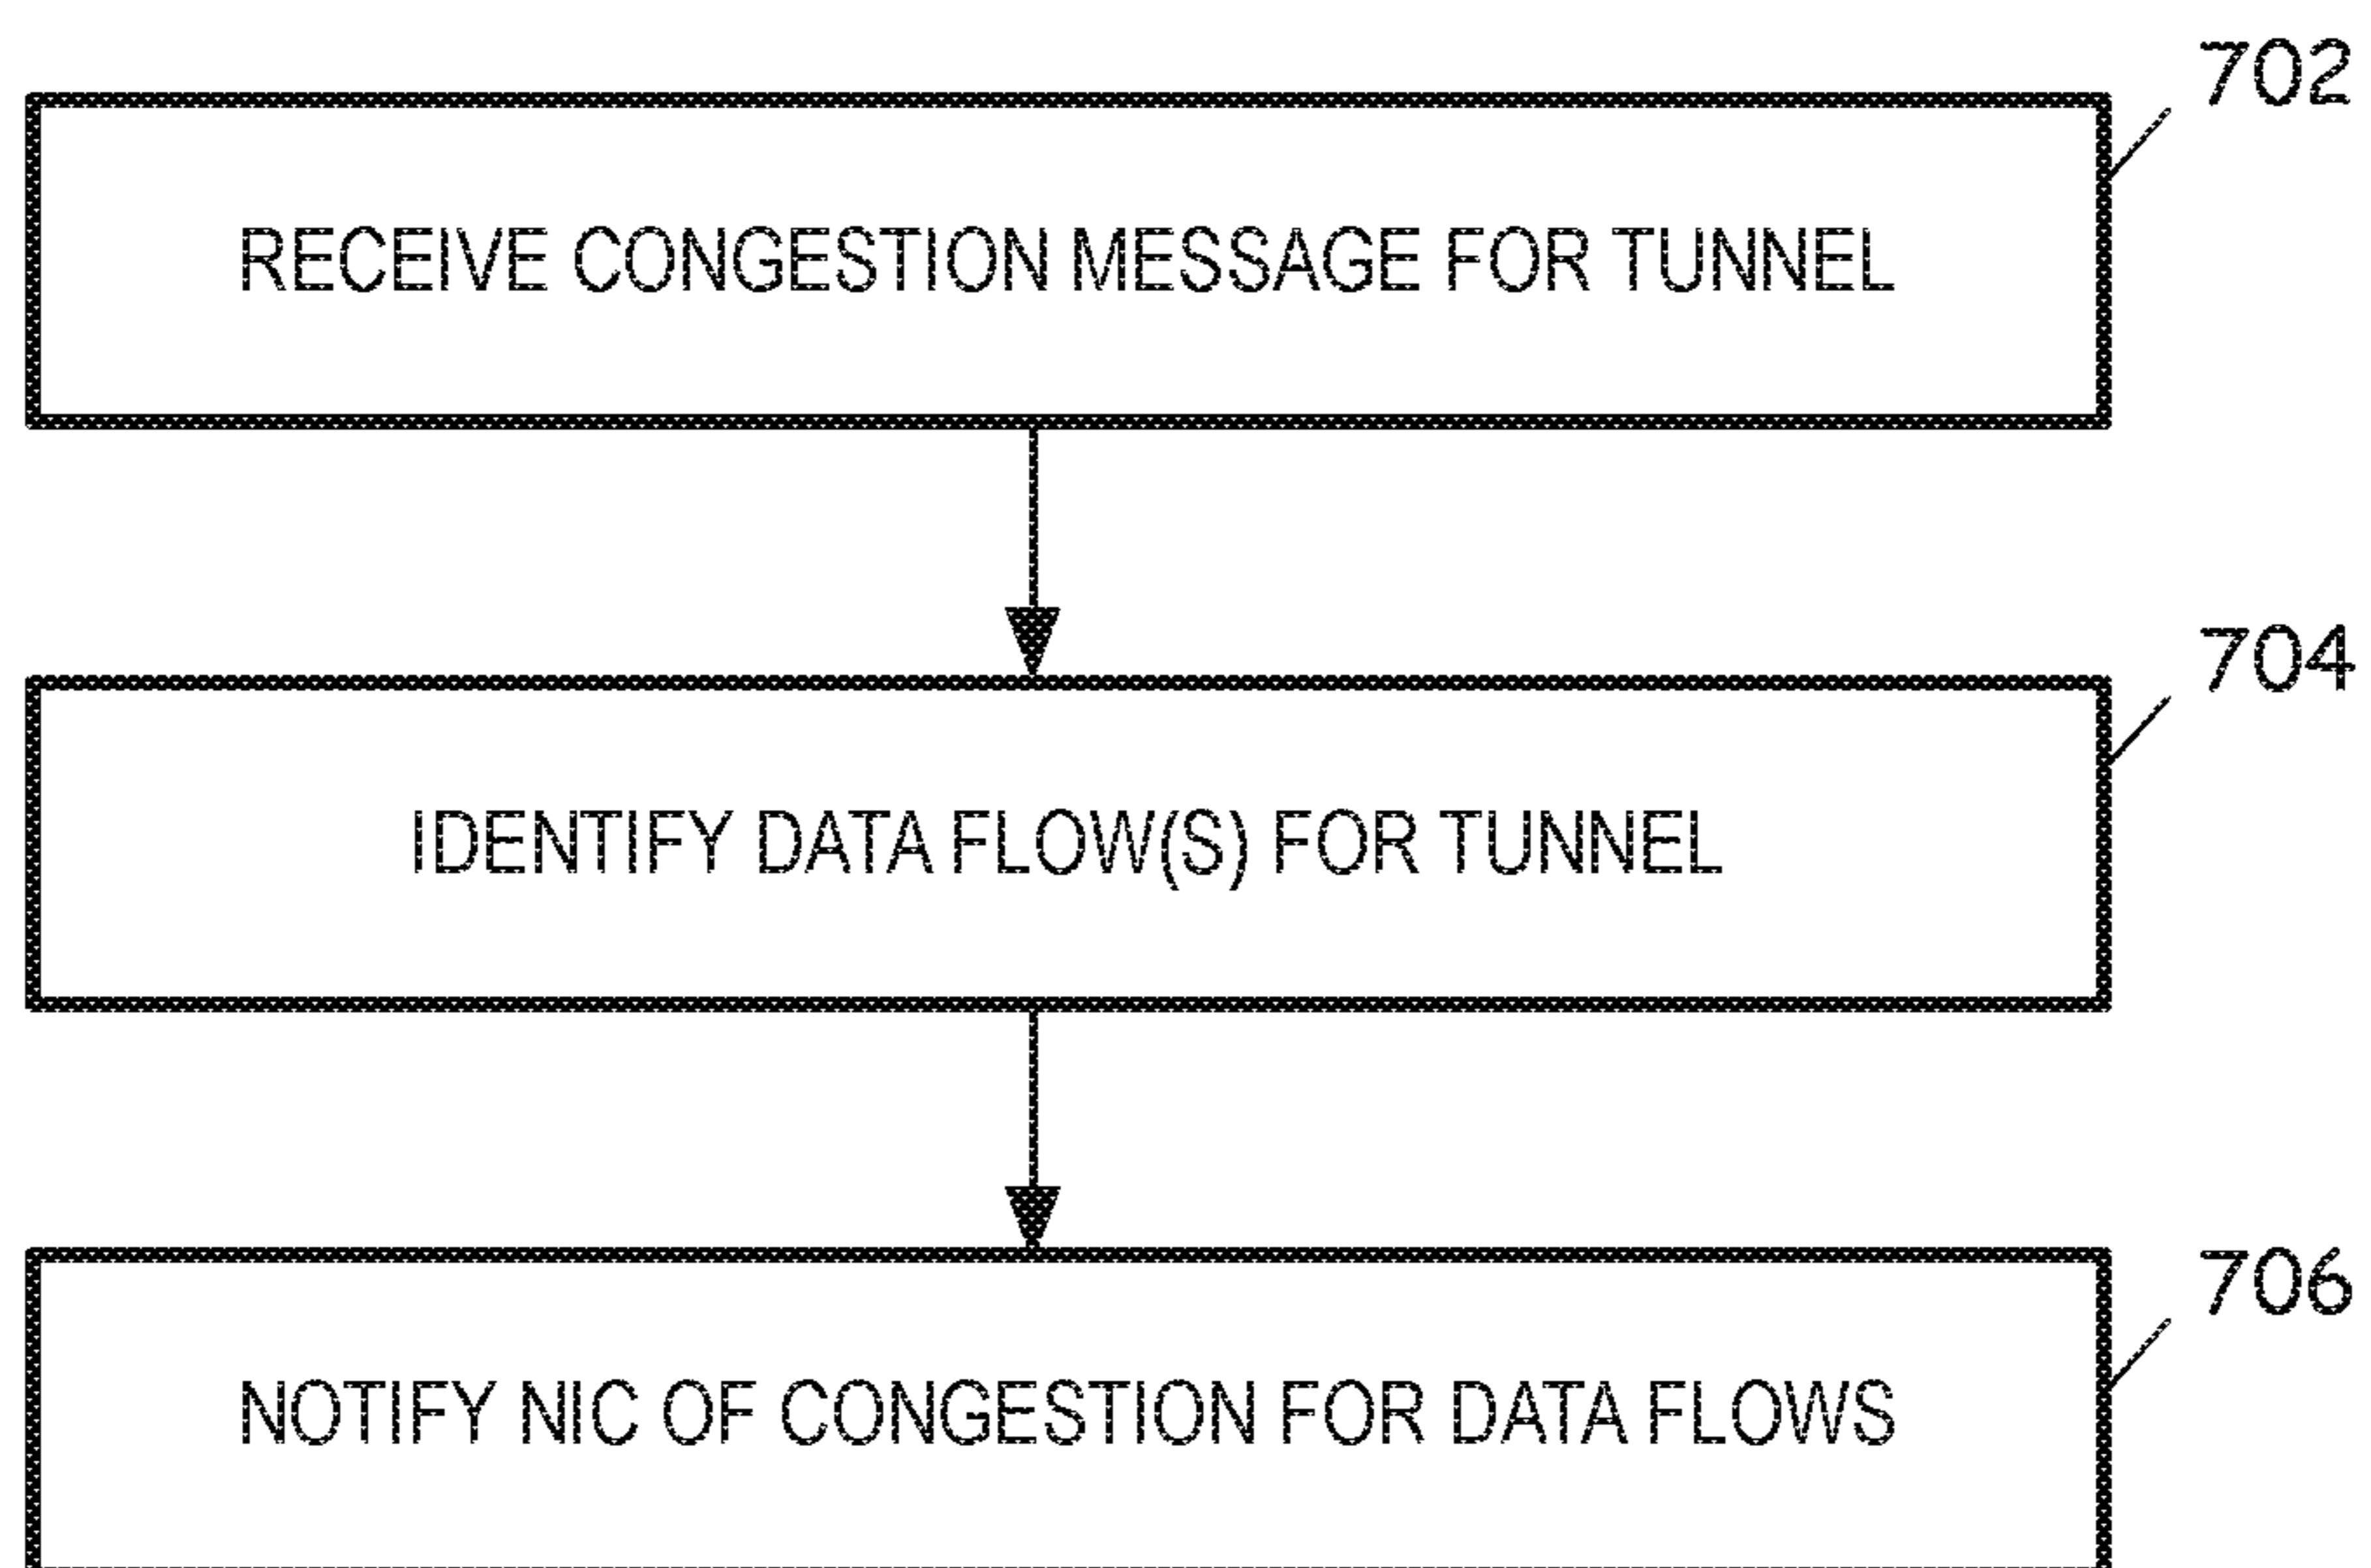 702
RECEIVE CONGESTION MESSAGE FOR TUNNEL
704
IDENTIFY DATA FLOW(S) FOR TUNNEL
706
NOTIFY NIC OF CONGESTION FOR DATA FLOWS